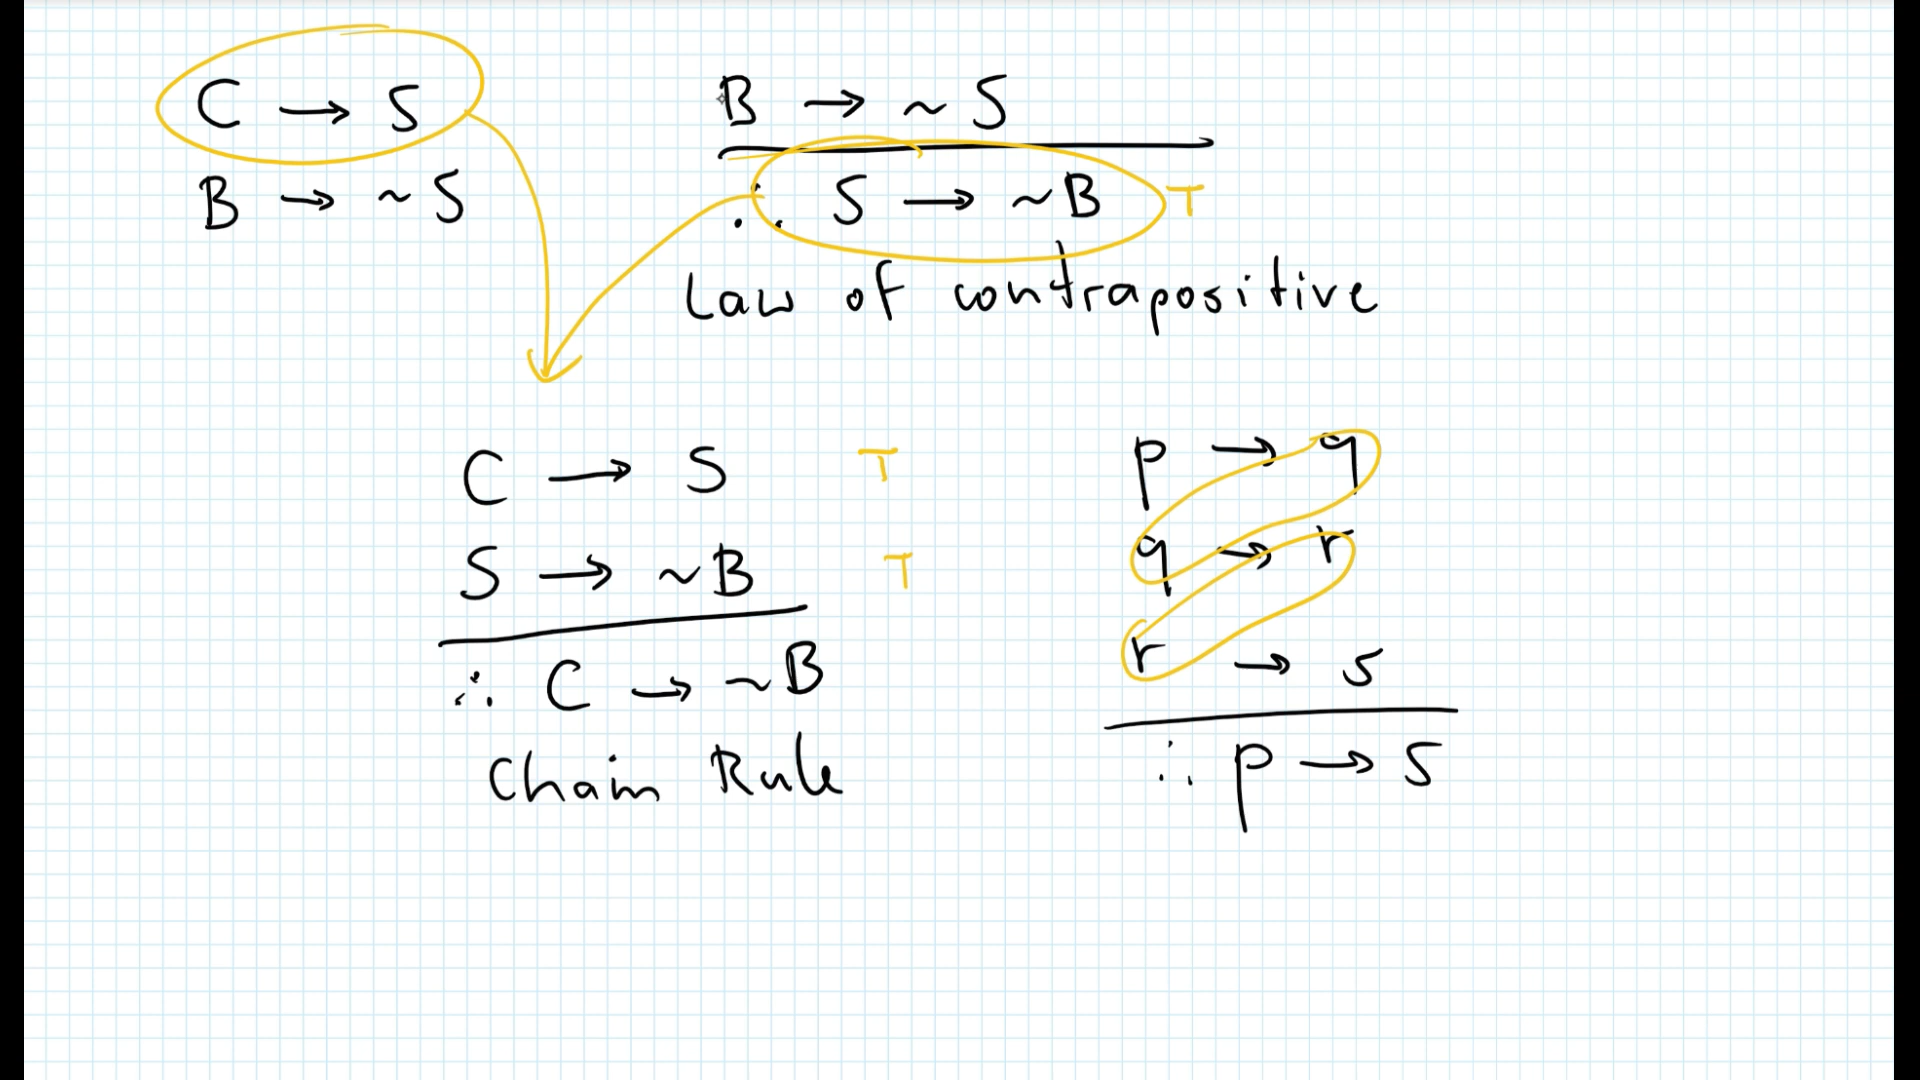 C → S
B → ~ S
B → ~ S
∴ S → ~B T
Law of contrapositive
C → S T
S → ~B T
∴ C → ~B
Chain Rule
p → q
q → r
r → s
∴ p → s